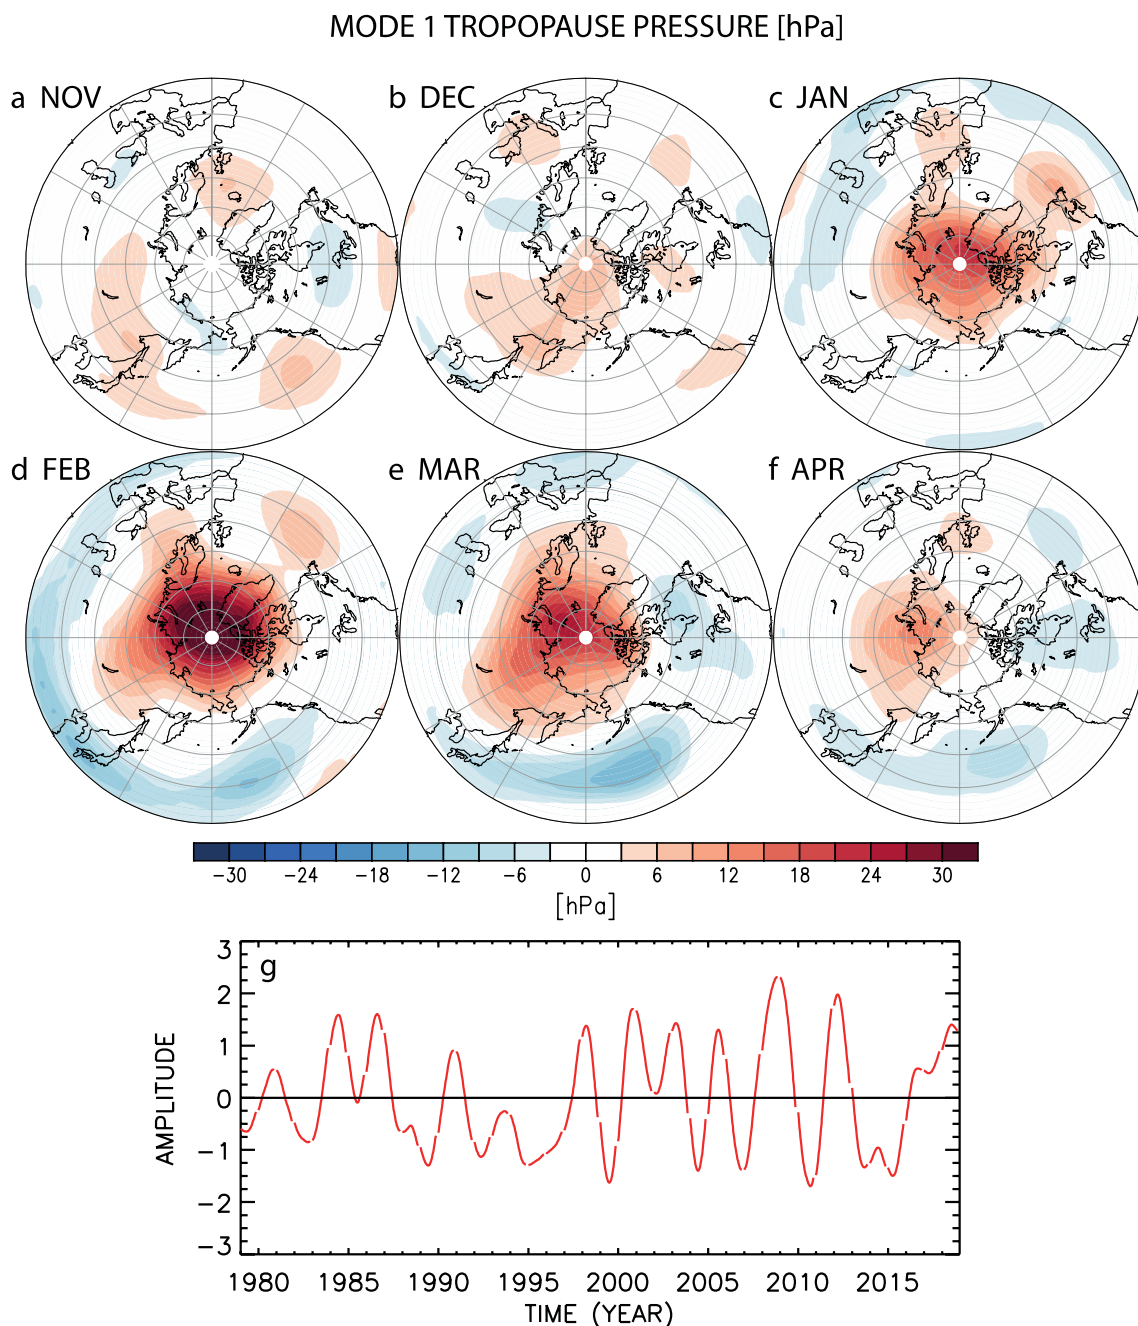 MODE 1 TROPOPAUSE PRESSURE [hPa]
a NOV
b DEC
c JAN
d FEB
e MAR
f APR
−30 −24 −18 −12 −6 0 6 12 18 24 30
[hPa]
g
3
2
1
0
−1
−2
−3
AMPLITUDE
1980 1985 1990 1995 2000 2005 2010 2015
TIME (YEAR)